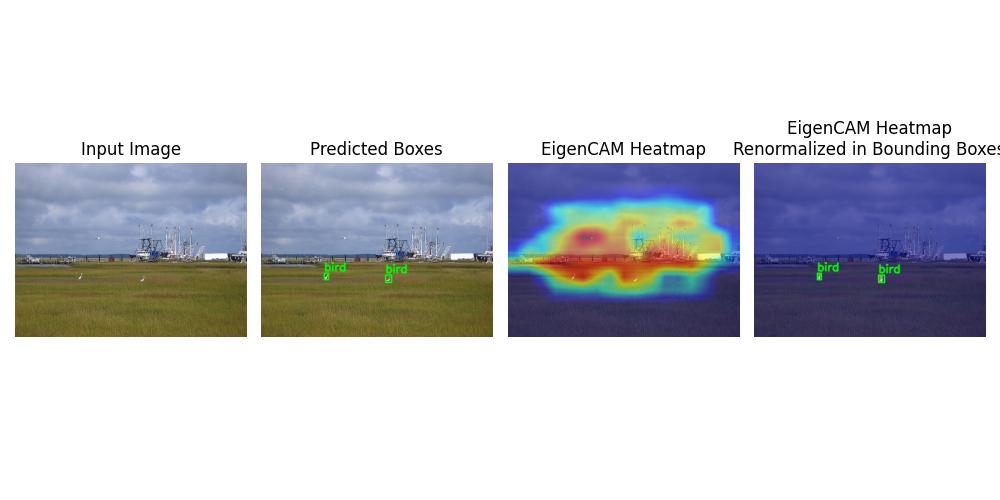 Input Image
Predicted Boxes
EigenCAM Heatmap
EigenCAM Heatmap
Renormalized in Bounding Boxes
bird
bird
bird
bird